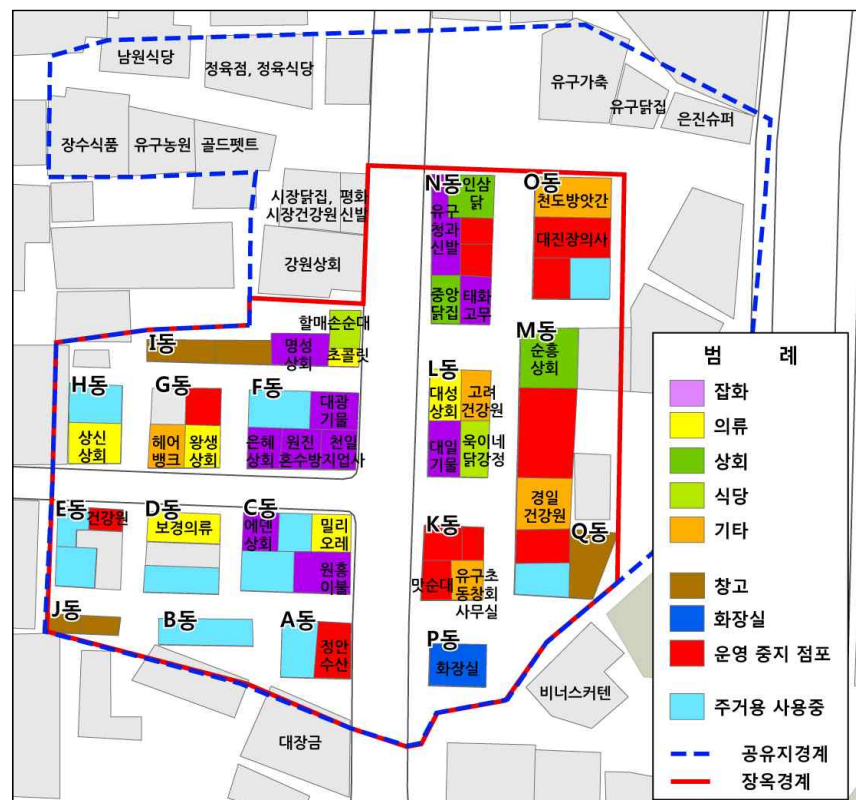 남원식당
정육점, 정육식당
유구가축
유구닭집
은진슈퍼
장수식품
유구농원
골드펫트
시장닭집,
시장건강원
평화
신발
강원상회
N동
인삼
닭
유구
청과
신발
중앙
닭집
태화
고무
O동
천도방앗간
대진장의사
I동
명성
상회
할매손순대
초콜릿
M동
순흥
상회
경일
건강원
Q동
H동
상신
상회
G동
헤어
뱅크
왕생
상회
F동
대광
기물
은혜
상회
원진
혼수방
천일
지업사
L동
대성
상회
고려
건강원
대일
기물
욱이네
닭강정
E동
건강원
D동
보경의류
C동
에덴
상회
밀리
오레
원흥
이불
K동
맛순대
유구초
동창회
사무실
J동
B동
A동
정안
수산
P동
화장실
비너스커텐
대장금
범 례
잡화
의류
상회
식당
기타
창고
화장실
운영 중지 점포
주거용 사용중
공유지경계
장옥경계